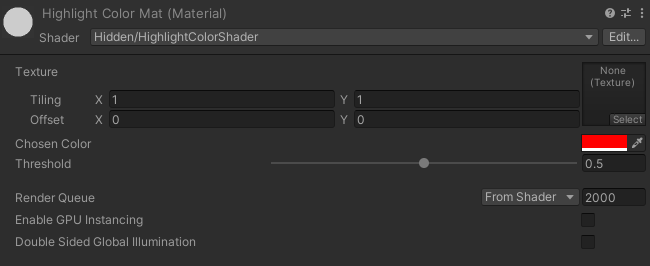 Highlight Color Mat (Material)
Shader Hidden/HighlightColorShader Edit...
Texture None
(Texture)
Tiling X 1 Y 1
Offset X 0 Y 0 Select
Chosen Color
Threshold 0.5
Render Queue From Shader 2000
Enable GPU Instancing
Double Sided Global Illumination